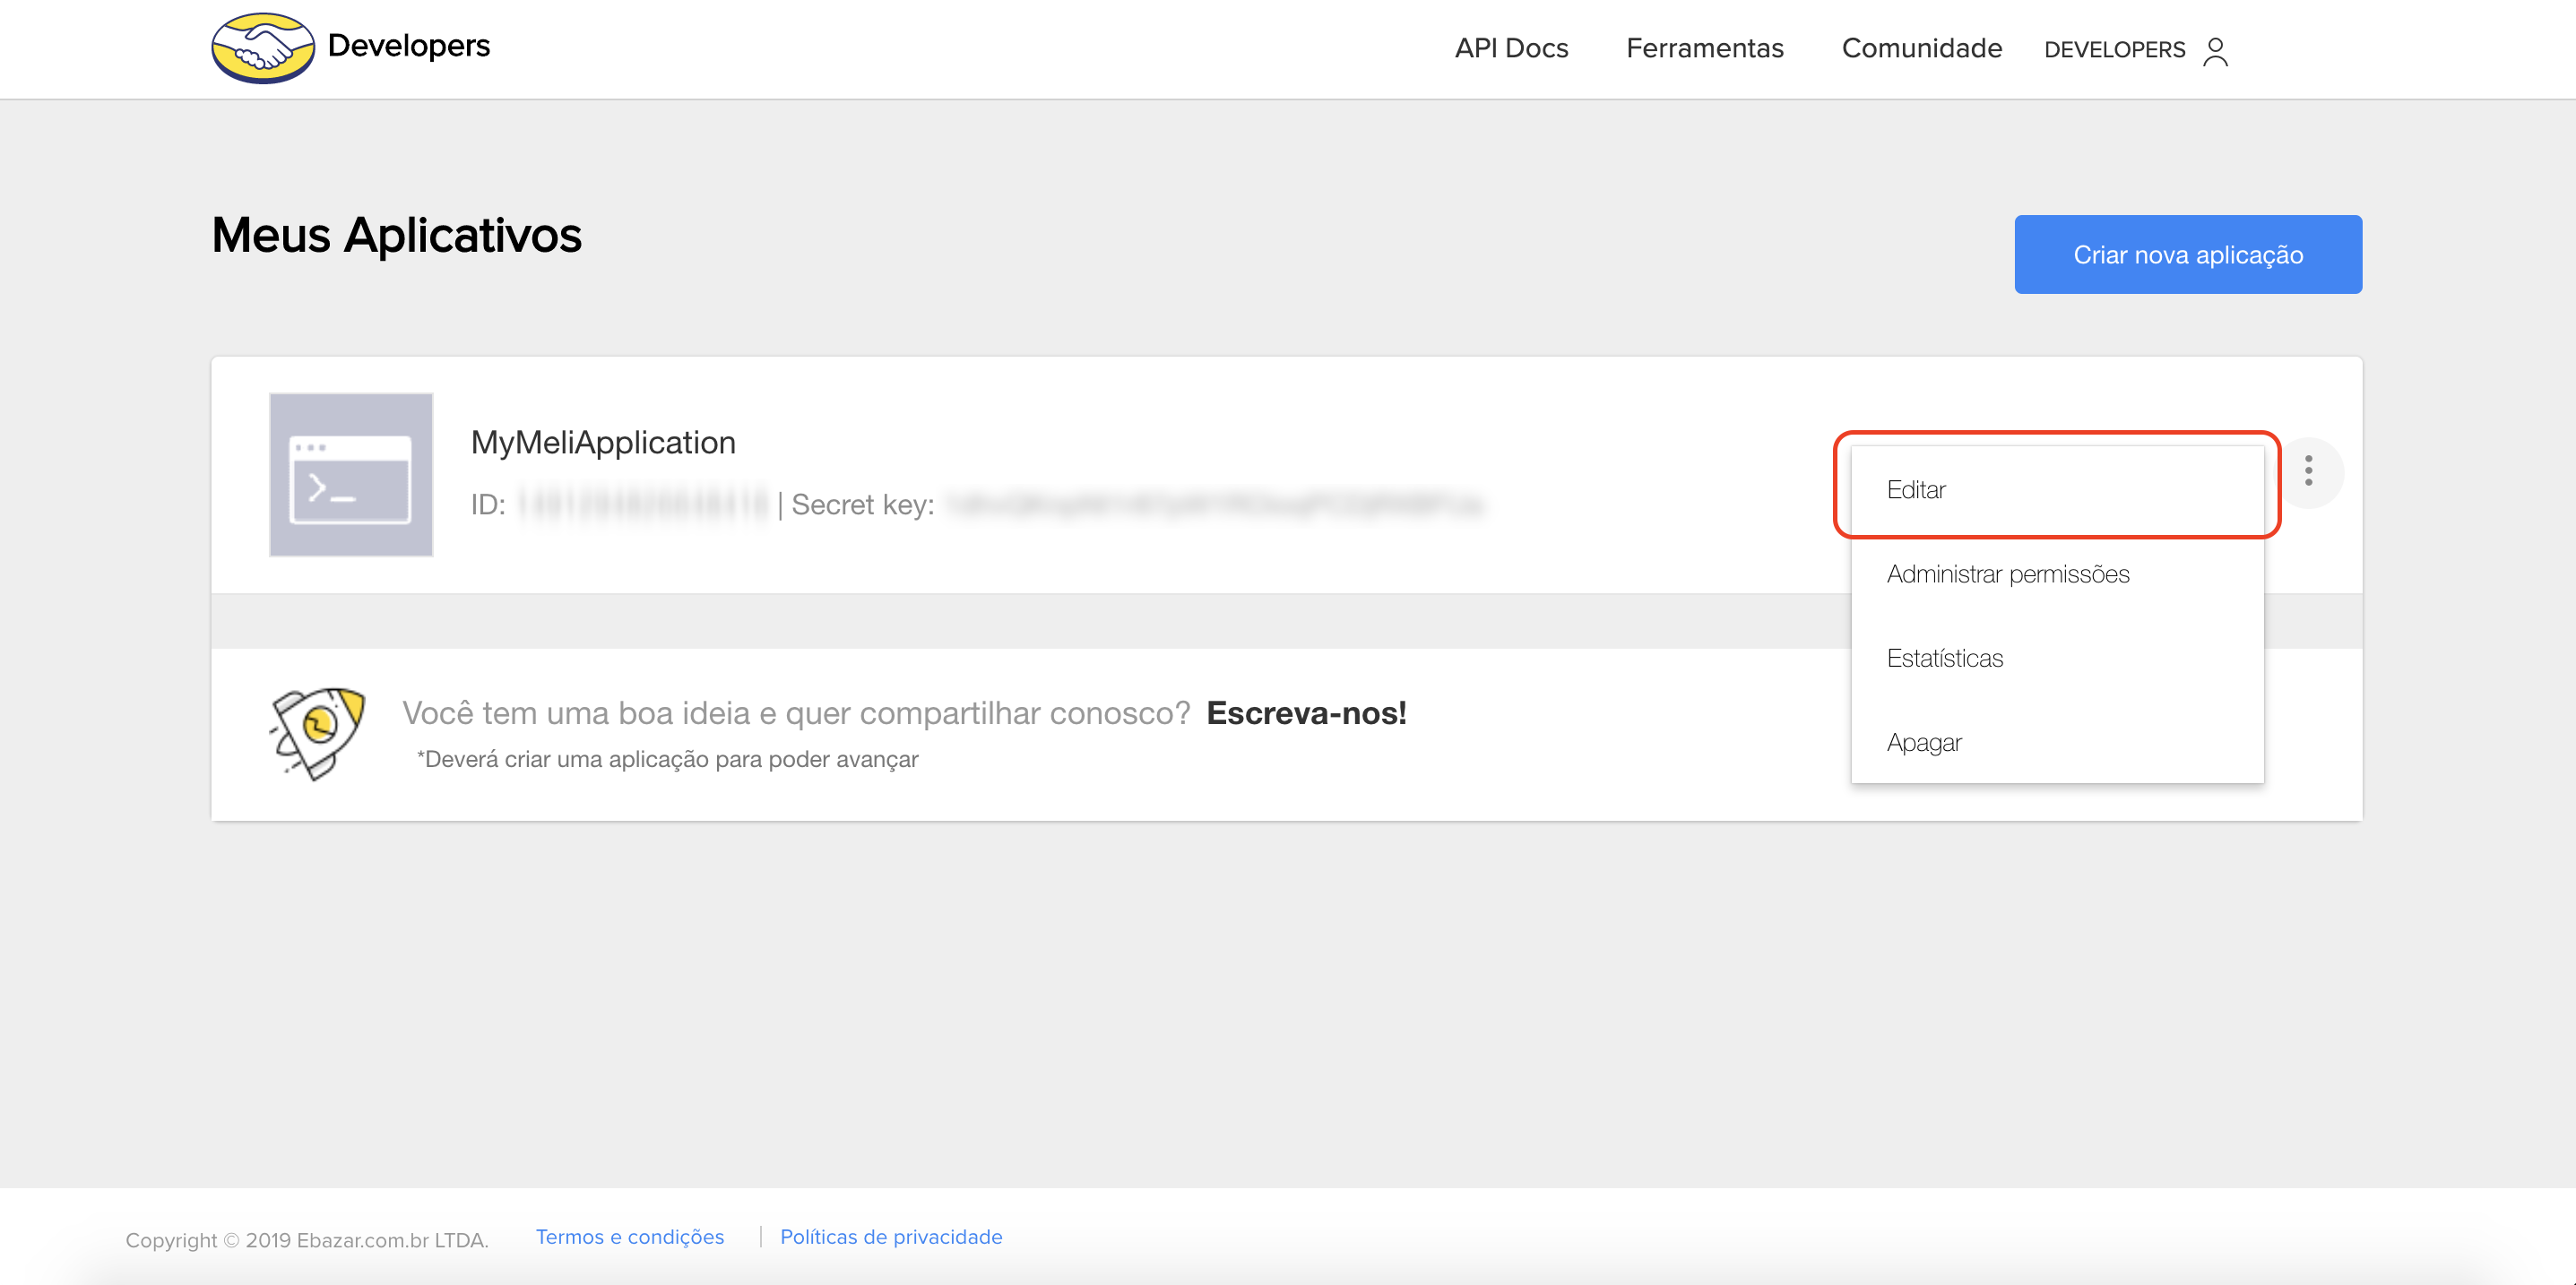 Developers
API Docs
Ferramentas
Comunidade
DEVELOPERS
Meus Aplicativos
Criar nova aplicação
MyMeliApplication
ID:
| Secret key:
Editar
Administrar permissões
Estatísticas
Apagar
Você tem uma boa ideia e quer compartilhar conosco? Escreva-nos!
*Deverá criar uma aplicação para poder avançar
Copyright © 2019 Ebazar.com.br LTDA.
Termos e condições
Políticas de privacidade